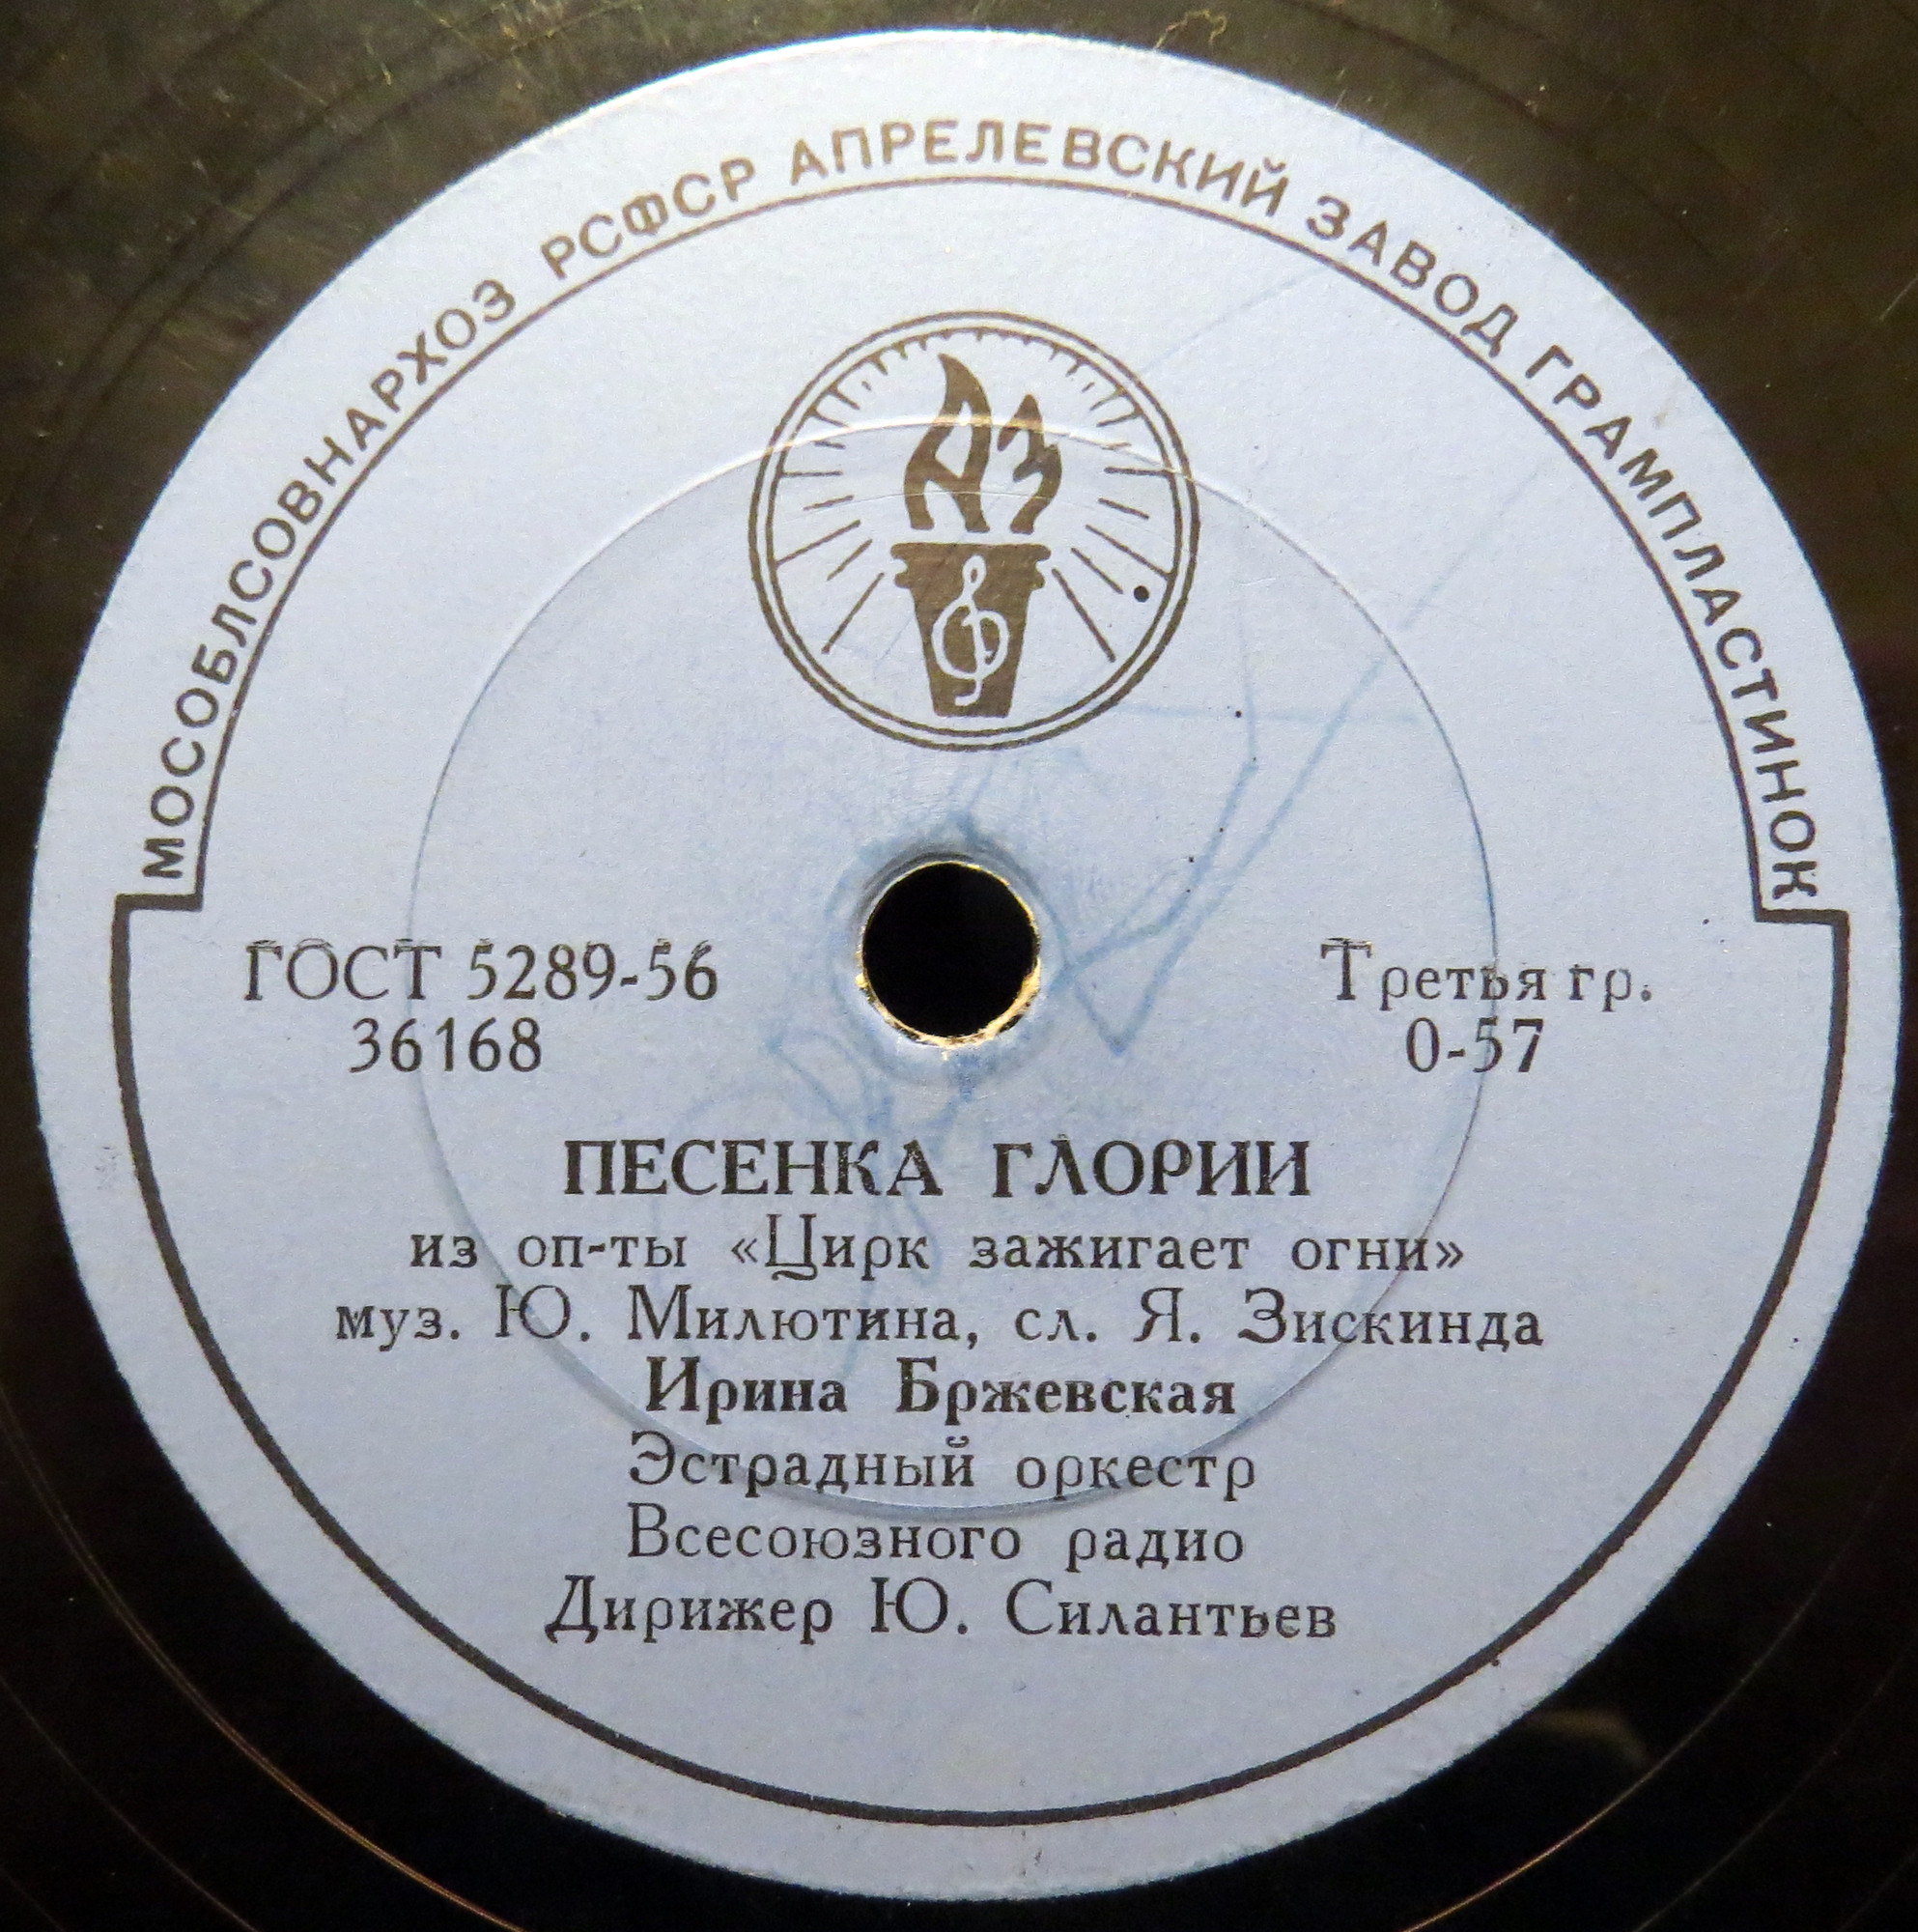 МОСОБЛСОВНАРХОЗ РСФСР АПРЕЛЕВСКИЙ ЗАВОД ГРАМПЛАСТИНОК
АЗ
ГОСТ 5289-56
36168
Третья гр.
0-57
ПЕСЕНКА ГЛОРИИ
из оп-ты «Цирк зажигает огни»
муз. Ю. Милютина, сл. Я. Зискинда
Ирина Бржевская
Эстрадный оркестр
Всесоюзного радио
Дирижер Ю. Силантьев